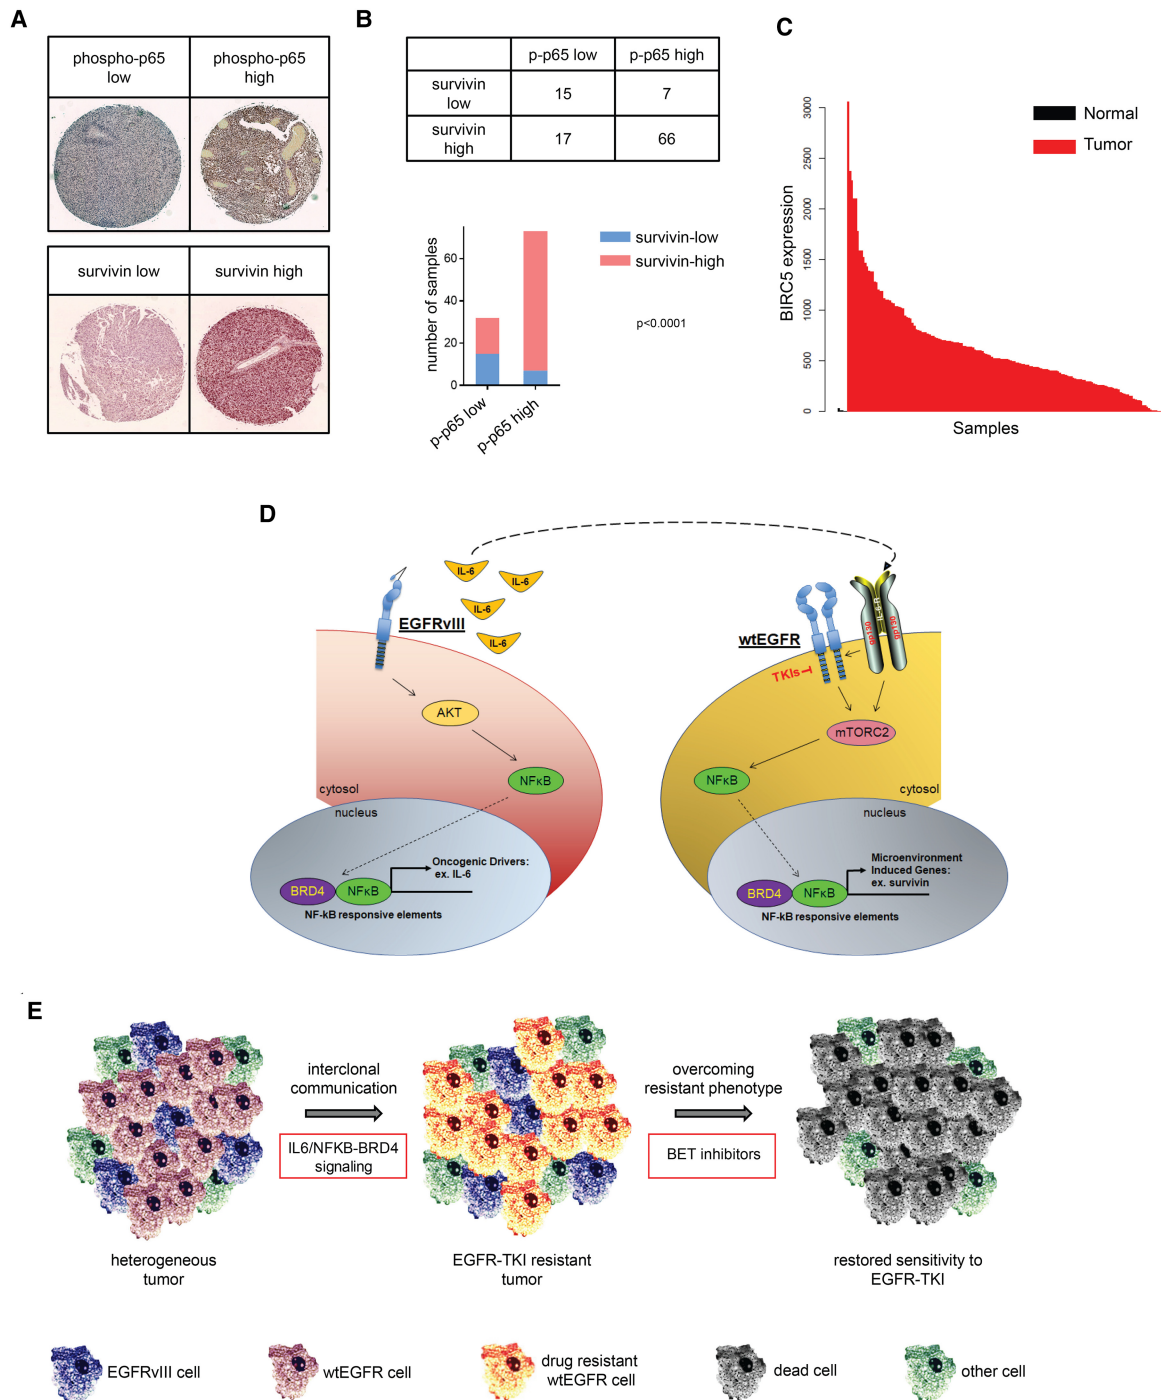 A
phospho-p65
low
phospho-p65
high
survivin low
survivin high
B
p-p65 low
p-p65 high
survivin
low
15
7
survivin
high
17
66
number of samples
60
40
20
0
p-p65 low
p-p65 high
survivin-low
survivin-high
p<0.0001
C
BIRC5 expression
3000
2500
2000
1500
1000
500
0
Samples
Normal
Tumor
D
IL-6
IL-6
IL-6
IL-6
EGFRvIII
AKT
NFκB
cytosol
nucleus
BRD4
NFκB
Oncogenic Drivers:
ex. IL-6
NF-kB responsive elements
wtEGFR
TKIs
IL-6-R
gp130
gp130
mTORC2
NFκB
cytosol
nucleus
BRD4
NFκB
Microenvironment
Induced Genes:
ex. survivin
NF-kB responsive elements
E
interclonal
communication
IL6/NFKB-BRD4
signaling
overcoming
resistant phenotype
BET inhibitors
heterogeneous
tumor
EGFR-TKI resistant
tumor
restored sensitivity to
EGFR-TKI
EGFRvIII cell
wtEGFR cell
drug resistant
wtEGFR cell
dead cell
other cell